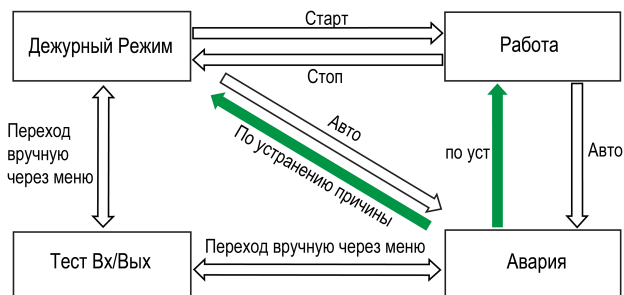 Старт
Дежурный Режим
Работа
Стоп
Переход
вручную
через меню
Авто
По устранению причины
по уст
Авто
Переход вручную через меню
Тест Вх/Вых
Авария